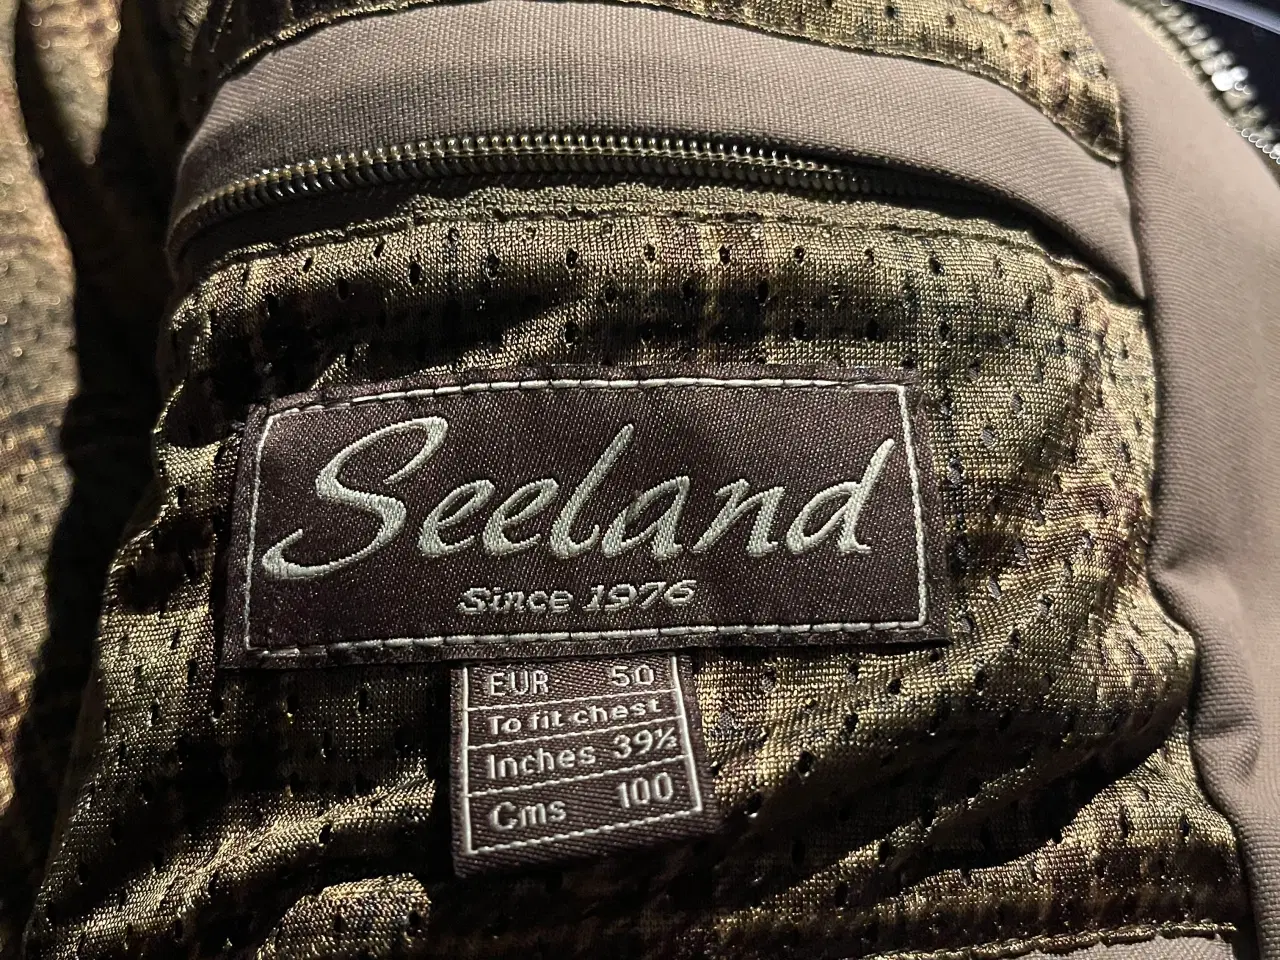 Seeland
Since 1976
EUR 50
To fit chest
Inches 39½
Cms 100